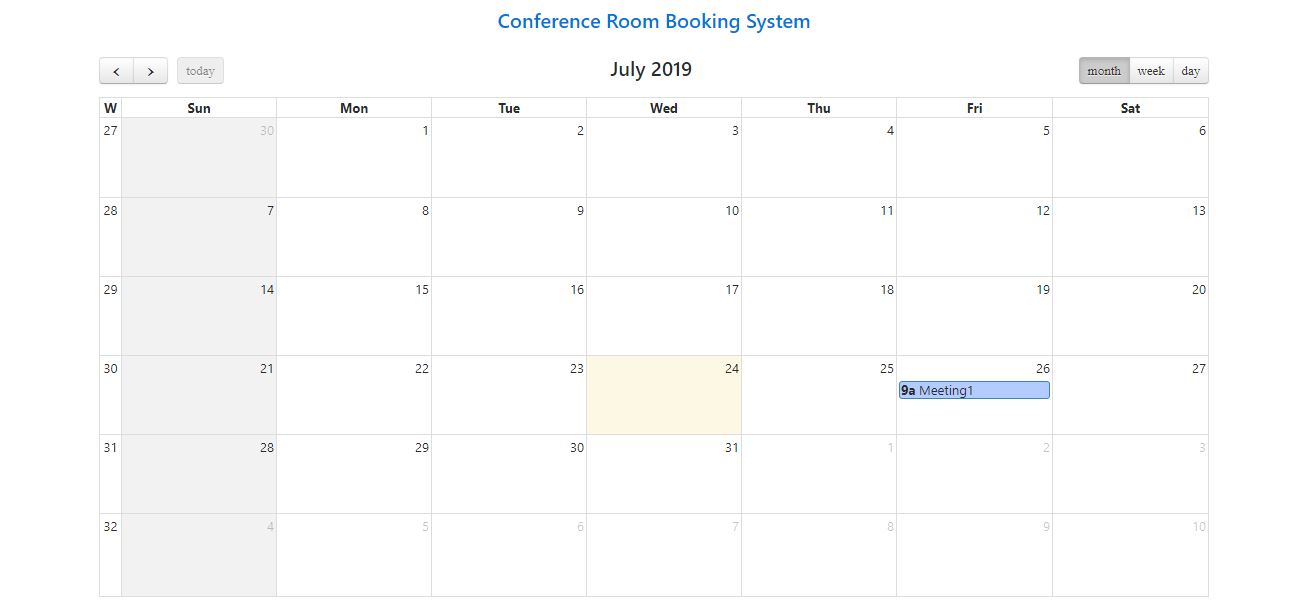 Conference Room Booking System
< > today July 2019 month week day
W Sun Mon Tue Wed Thu Fri Sat
27 30 1 2 3 4 5 6
28 7 8 9 10 11 12 13
29 14 15 16 17 18 19 20
30 21 22 23 24 25 26 27
9a Meeting1
31 28 29 30 31 1 2 3
32 4 5 6 7 8 9 10